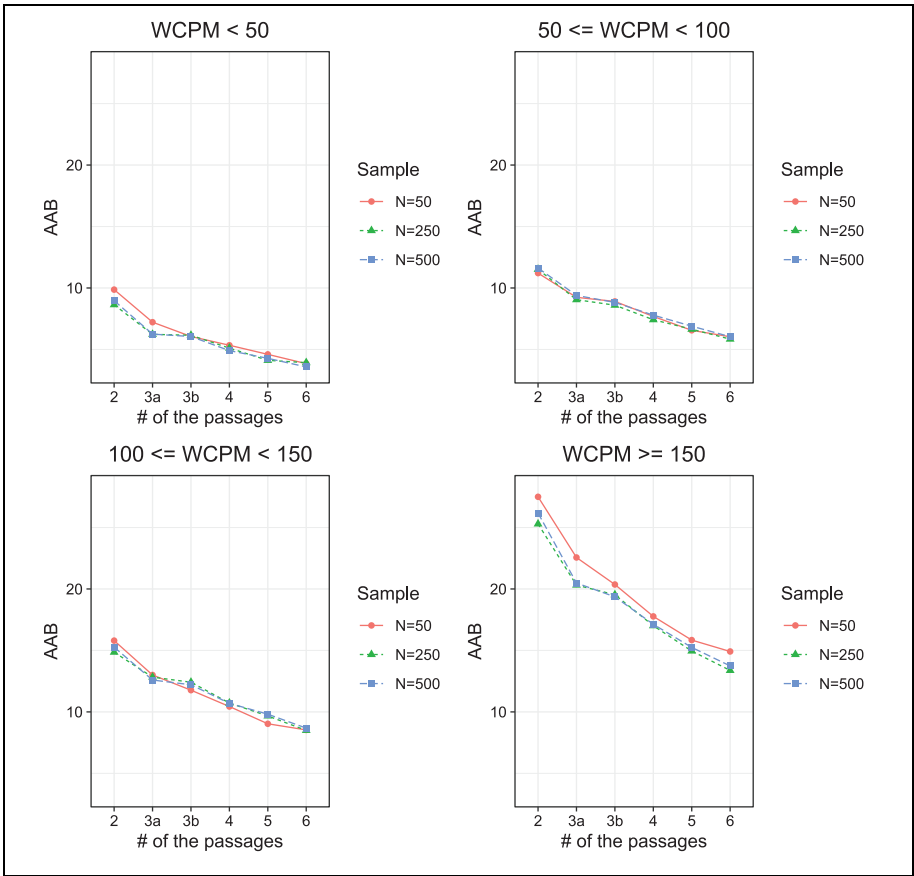 WCPM < 50
AAB
20
10
2 3a 3b 4 5 6
# of the passages
Sample
N=50
N=250
N=500
50 <= WCPM < 100
AAB
20
10
2 3a 3b 4 5 6
# of the passages
Sample
N=50
N=250
N=500
100 <= WCPM < 150
AAB
20
10
2 3a 3b 4 5 6
# of the passages
Sample
N=50
N=250
N=500
WCPM >= 150
AAB
20
10
2 3a 3b 4 5 6
# of the passages
Sample
N=50
N=250
N=500